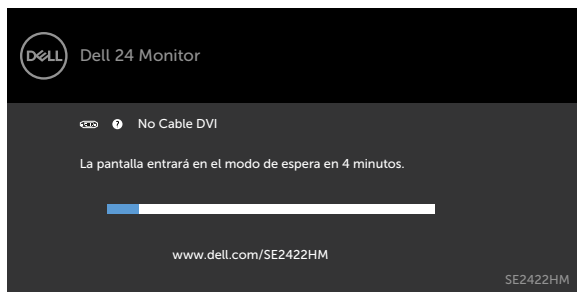 DELL
Dell 24 Monitor
? No Cable DVI
La pantalla entrará en el modo de espera en 4 minutos.
www.dell.com/SE2422HM
SE2422HM